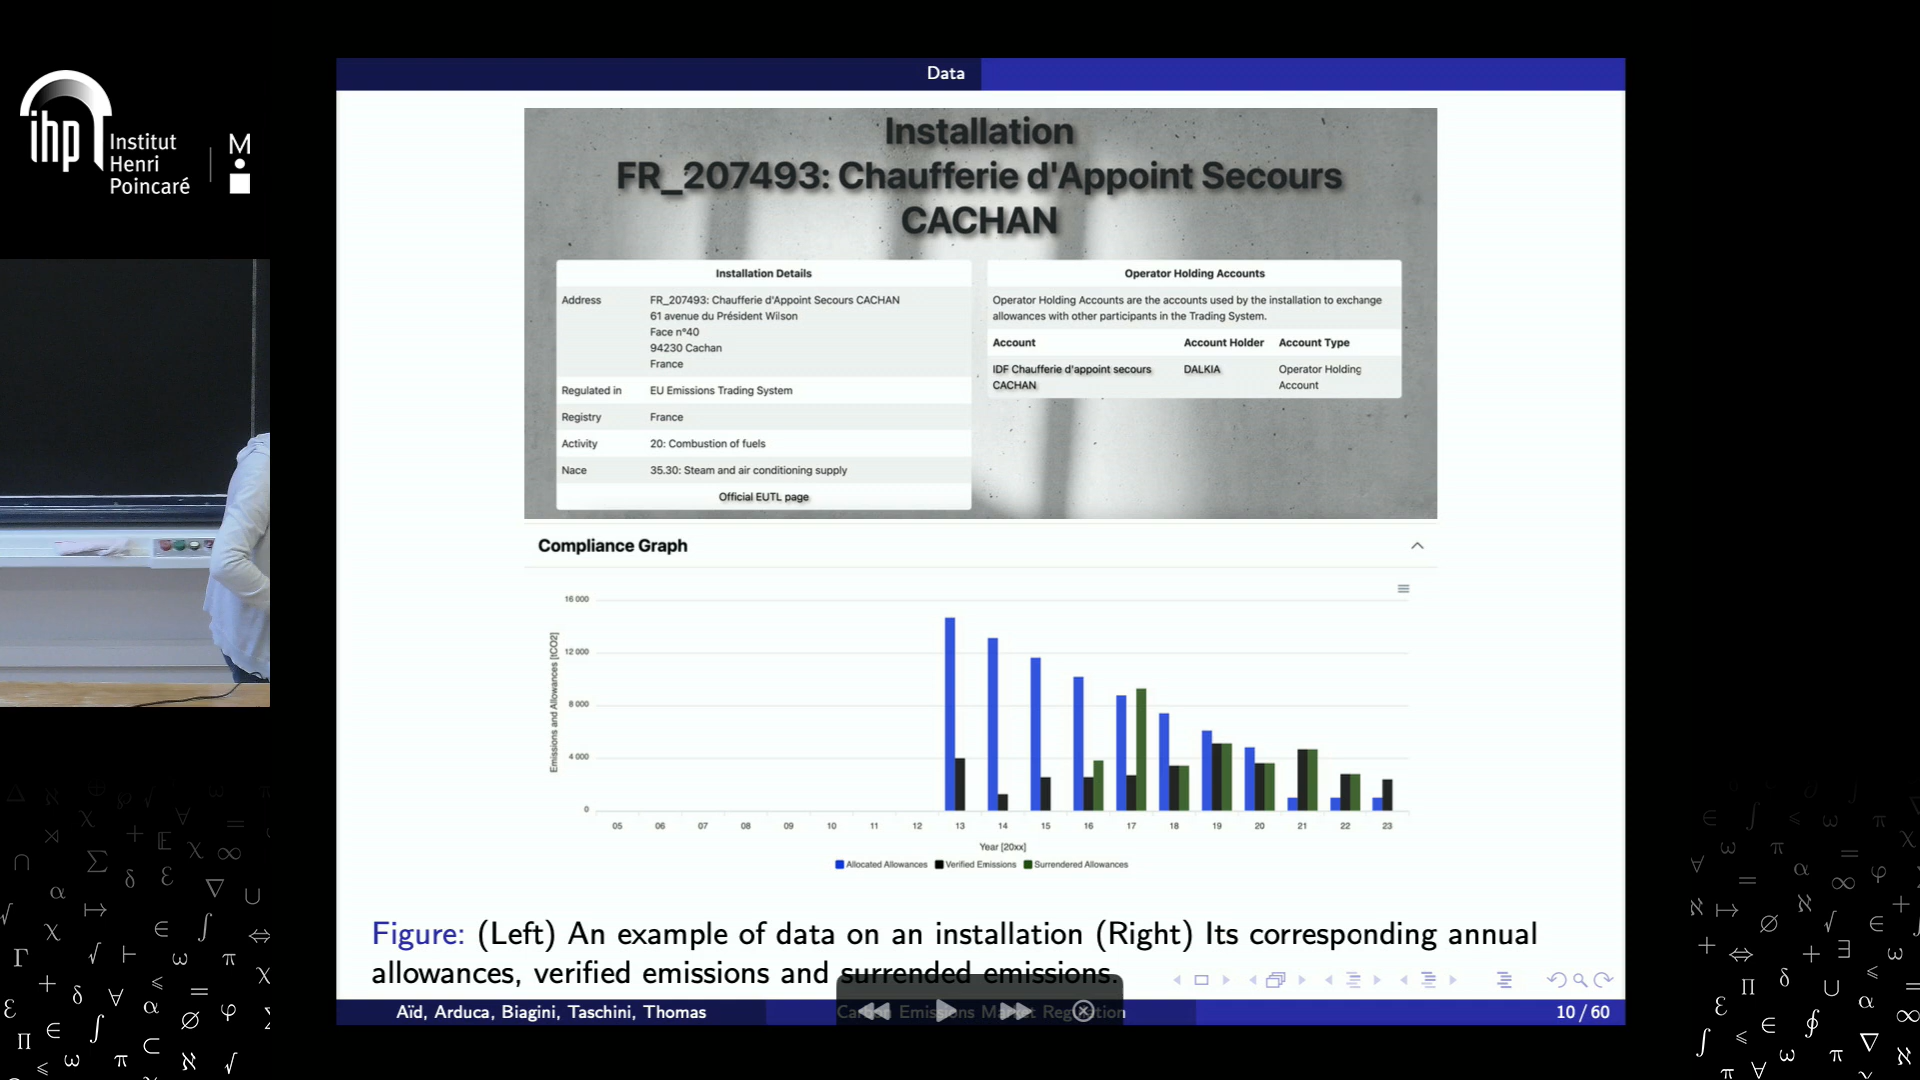 ihp
Institut
Henri
Poincaré
M
Data
Installation
FR_207493: Chaufferie d'Appoint Secours
CACHAN
Installation Details
Address FR_207493: Chaufferie d'Appoint Secours CACHAN
61 avenue du Président Wilson
Face n°40
94230 Cachan
France
Regulated in EU Emissions Trading System
Registry France
Activity 20: Combustion of fuels
Nace 35.30: Steam and air conditioning supply
Official EUTL page
Operator Holding Accounts
Operator Holding Accounts are the accounts used by the installation to exchange
allowances with other participants in the Trading System.
Account Account Holder Account Type
IDF Chaufferie d'appoint secours DALKIA Operator Holding
CACHAN Account
Compliance Graph
Emissions and Allowances [tCO2]
16 000
12 000
8 000
4 000
0
05 06 07 08 09 10 11 12 13 14 15 16 17 18 19 20 21 22 23
Year [20xx]
Allocated Allowances Verified Emissions Surrendered Allowances
Figure: (Left) An example of data on an installation (Right) Its corresponding annual
allowances, verified emissions and surrended emissions.
Aïd, Arduca, Biagini, Taschini, Thomas
10 / 60